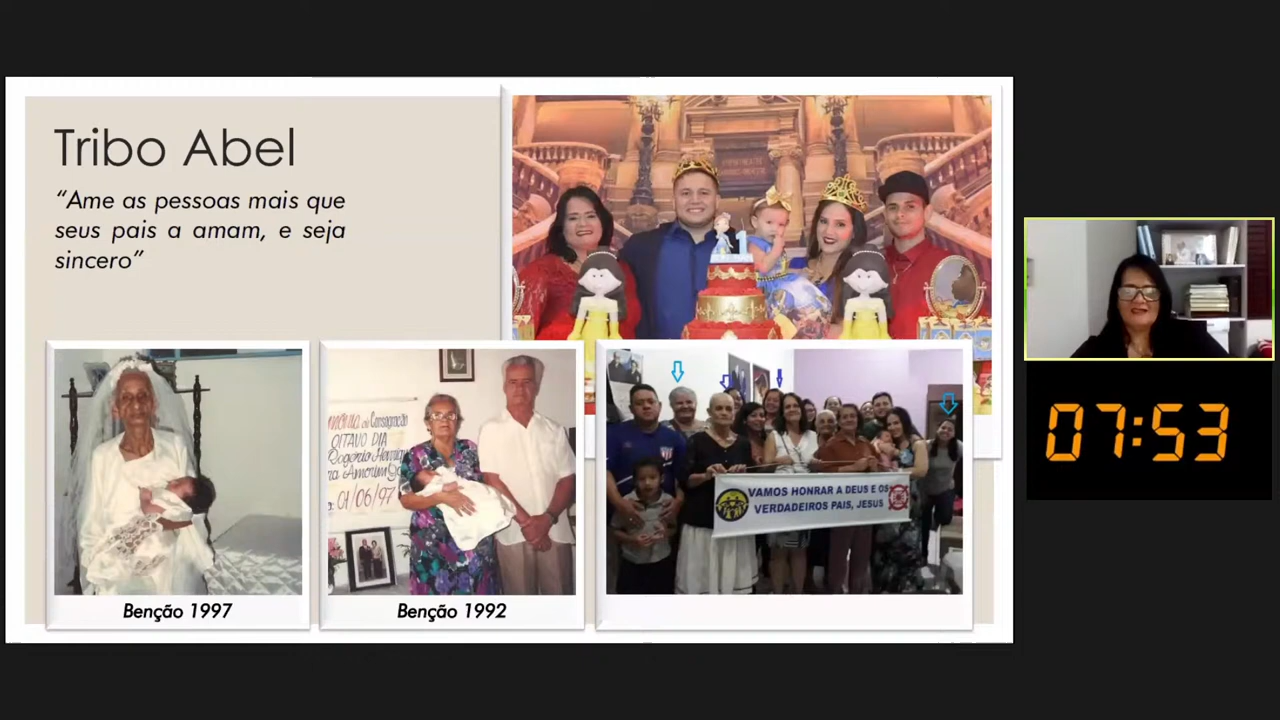 Tribo Abel
“Ame as pessoas mais que
seus pais a amam, e seja
sincero”
1
Consagração
OITAVO DIA
01/06/97
VAMOS HONRAR A DEUS E OS
VERDADEIROS PAIS, JESUS
Benção 1997
Benção 1992
07:53